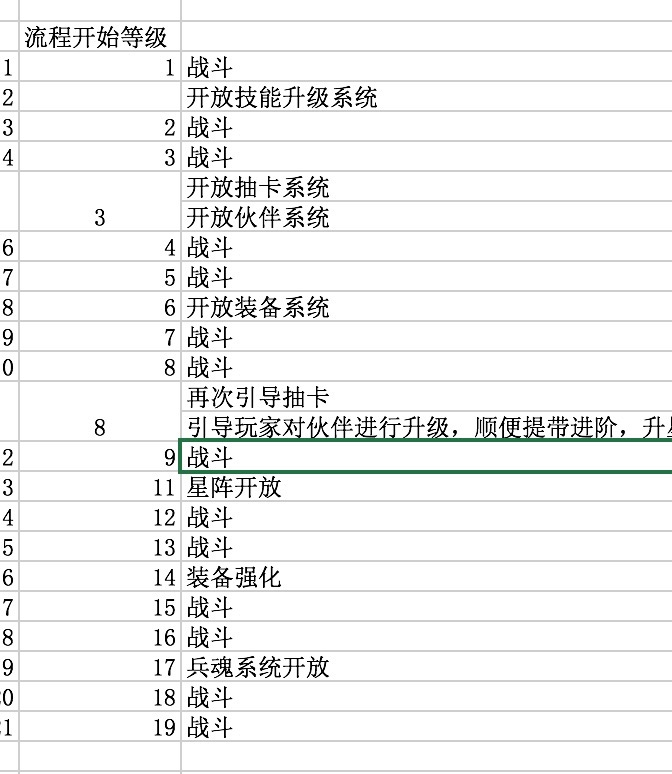 流程开始等级
1 1 战斗
2 开放技能升级系统
3 2 战斗
4 3 战斗
3 开放抽卡系统
开放伙伴系统
6 4 战斗
7 5 战斗
8 6 开放装备系统
9 7 战斗
0 8 战斗
8 再次引导抽卡
引导玩家对伙伴进行升级，顺便提带进阶，升
2 9 战斗
3 11 星阵开放
4 12 战斗
5 13 战斗
6 14 装备强化
7 15 战斗
8 16 战斗
9 17 兵魂系统开放
0 18 战斗
1 19 战斗